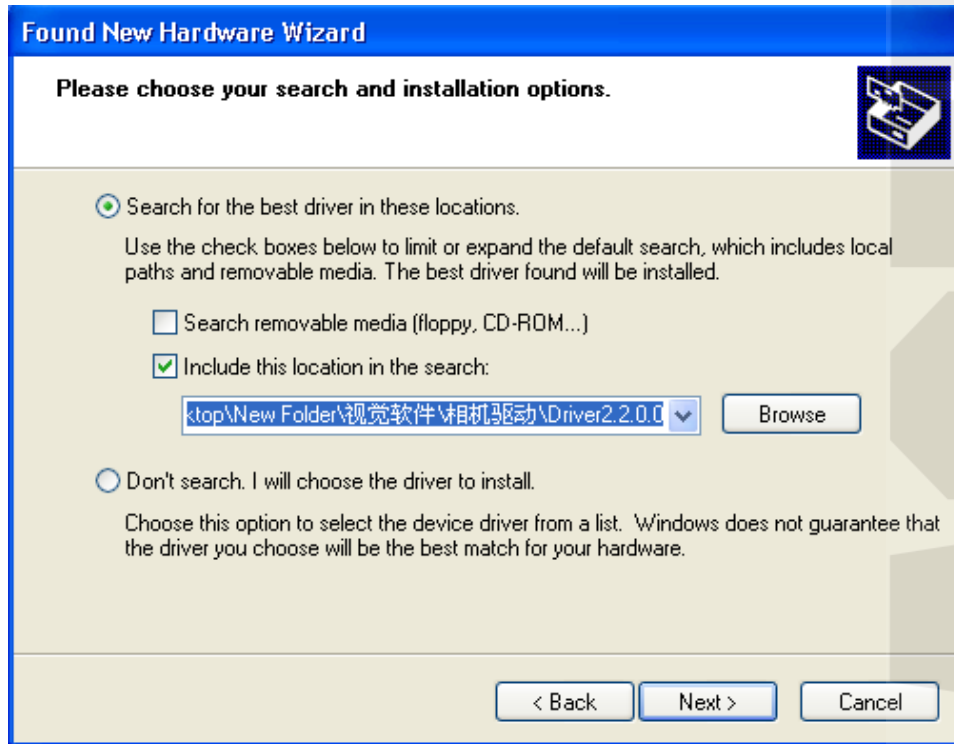 Found New Hardware Wizard
Please choose your search and installation options.
Search for the best driver in these locations.
Use the check boxes below to limit or expand the default search, which includes local
paths and removable media. The best driver found will be installed.
Search removable media (floppy, CD-ROM...)
Include this location in the search:
ktop\New Folder\视觉软件\相机驱动\Driver2.2.0.0
Browse
Don't search. I will choose the driver to install.
Choose this option to select the device driver from a list. Windows does not guarantee that
the driver you choose will be the best match for your hardware.
< Back
Next >
Cancel